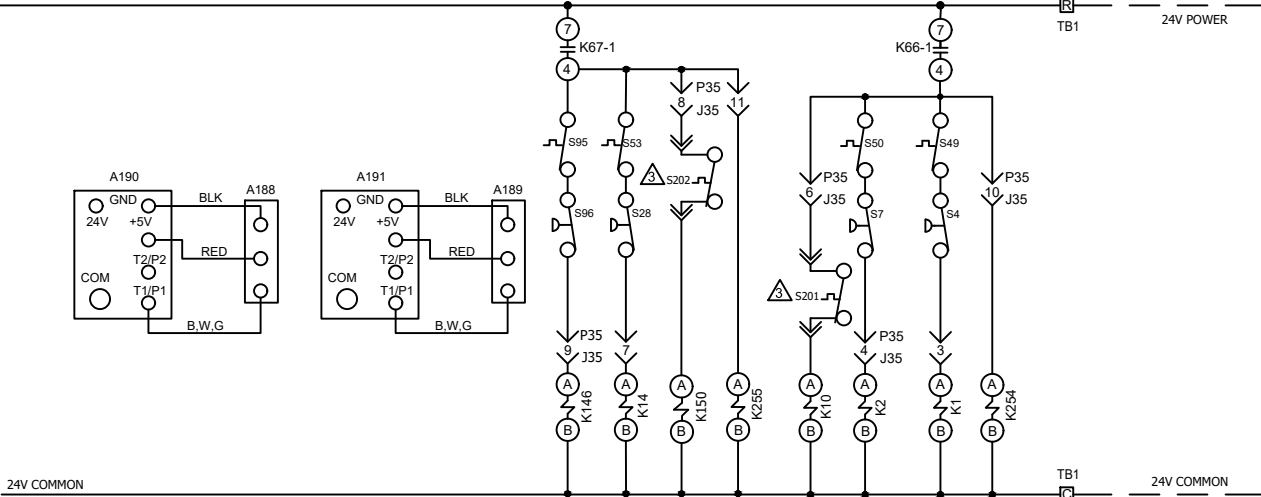 R
TB1
24V POWER
7
K67-1
4
7
K66-1
4
P35
8
J35
11
S95
S53
3
S202
S96
S28
P35
9
J35
7
A
B
K146
A
B
K14
A
B
K150
A
B
K255
S50
S49
P35
6
J35
P35
10
J35
S7
S4
3
S201
P35
4
J35
3
A
B
K10
A
B
K2
A
B
K1
A
B
K254
A190
GND
24V
+5V
T2/P2
COM
T1/P1
BLK
RED
B,W,G
A188
A191
GND
24V
+5V
T2/P2
COM
T1/P1
BLK
RED
B,W,G
A189
24V COMMON
TB1
C
24V COMMON